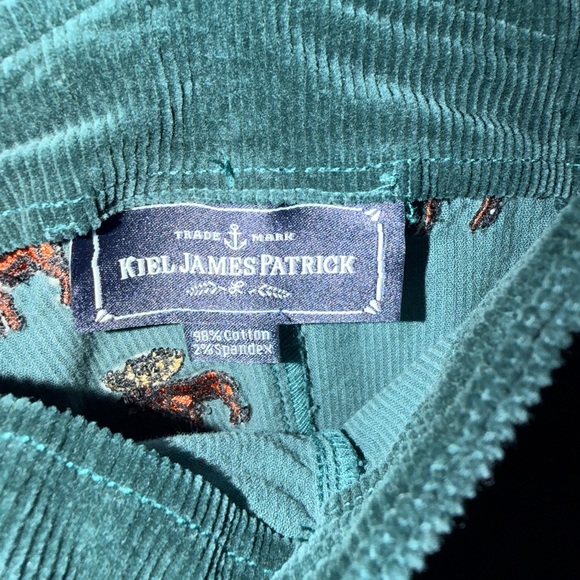 TRADE MARK
KIEL JAMES PATRICK
98% Cotton
2% Spandex